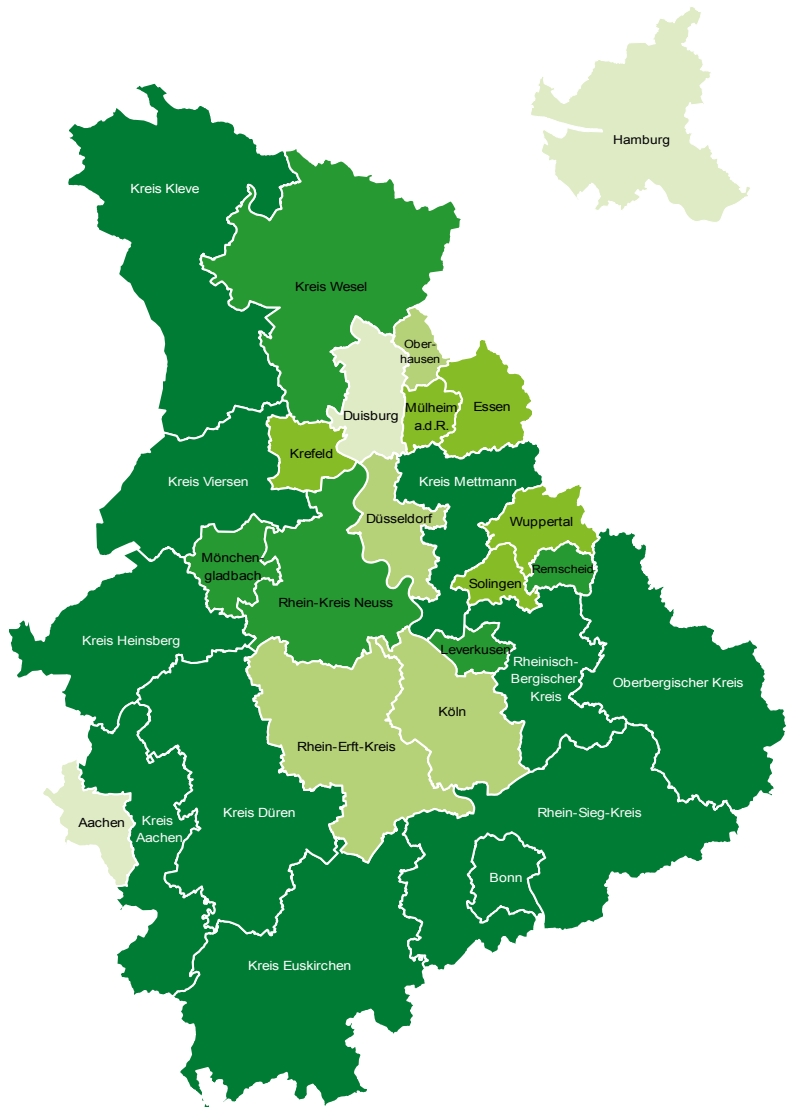 Hamburg
Kreis Kleve
Kreis Wesel
Ober-
hausen
Duisburg
Mülheim
a.d.R.
Essen
Krefeld
Kreis Viersen
Kreis Mettmann
Düsseldorf
Wuppertal
Mönchen-
gladbach
Remscheid
Solingen
Rhein-Kreis Neuss
Kreis Heinsberg
Leverkusen
Rheinisch-
Bergischer
Kreis
Oberbergischer Kreis
Köln
Rhein-Erft-Kreis
Kreis Düren
Rhein-Sieg-Kreis
Aachen
Kreis
Aachen
Bonn
Kreis Euskirchen